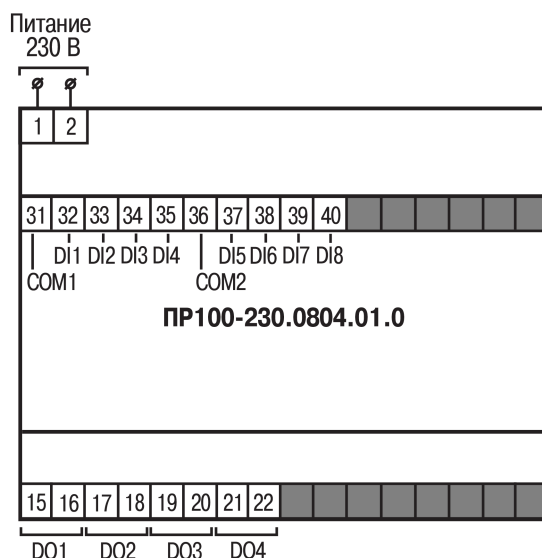 Питание
230 В
1 2
31 32 33 34 35 36 37 38 39 40
DI1 DI2 DI3 DI4 DI5 DI6 DI7 DI8
COM1 COM2
ПР100-230.0804.01.0
15 16 17 18 19 20 21 22
DO1 DO2 DO3 DO4